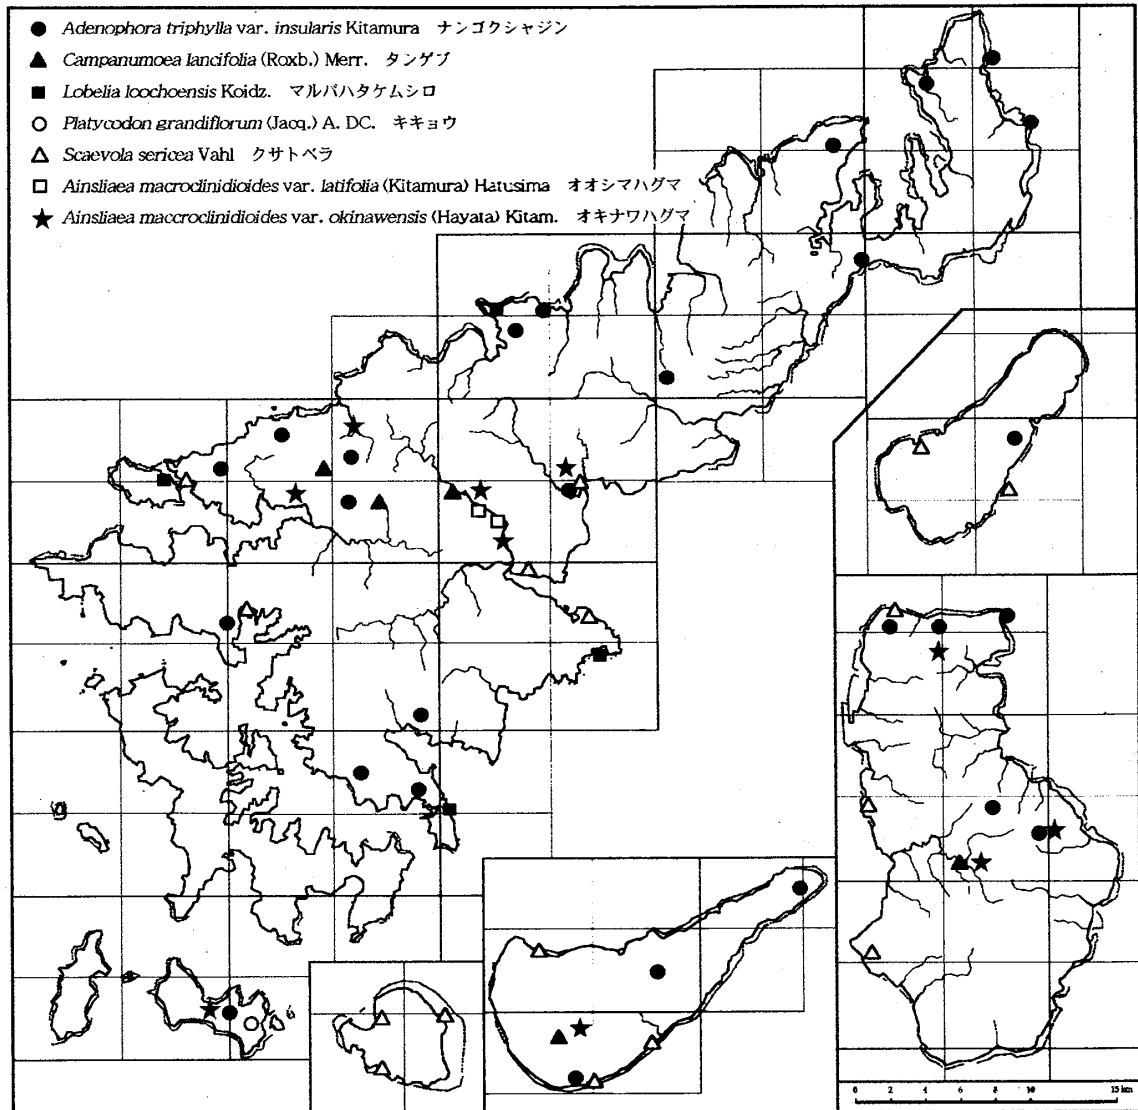 ● Adenophora triphylla var. insularis Kitamura ナンゴクシャジン
▲ Campanumoea lancifolia (Roxb.) Merr. タンゲブ
■ Lobelia loochoensis Koidz. マルバハタケムシロ
○ Platycodon grandiflorum (Jacq.) A. DC. キキョウ
△ Scaevola sericea Vahl クサトベラ
□ Ainsliaea macroclinidioides var. latifolia (Kitamura) Hatusima オオシマハグマ
★ Ainsliaea maccroclinidioides var. okinawensis (Hayata) Kitam. オキナワハグマ
0 2 4 6 8 10 15 km